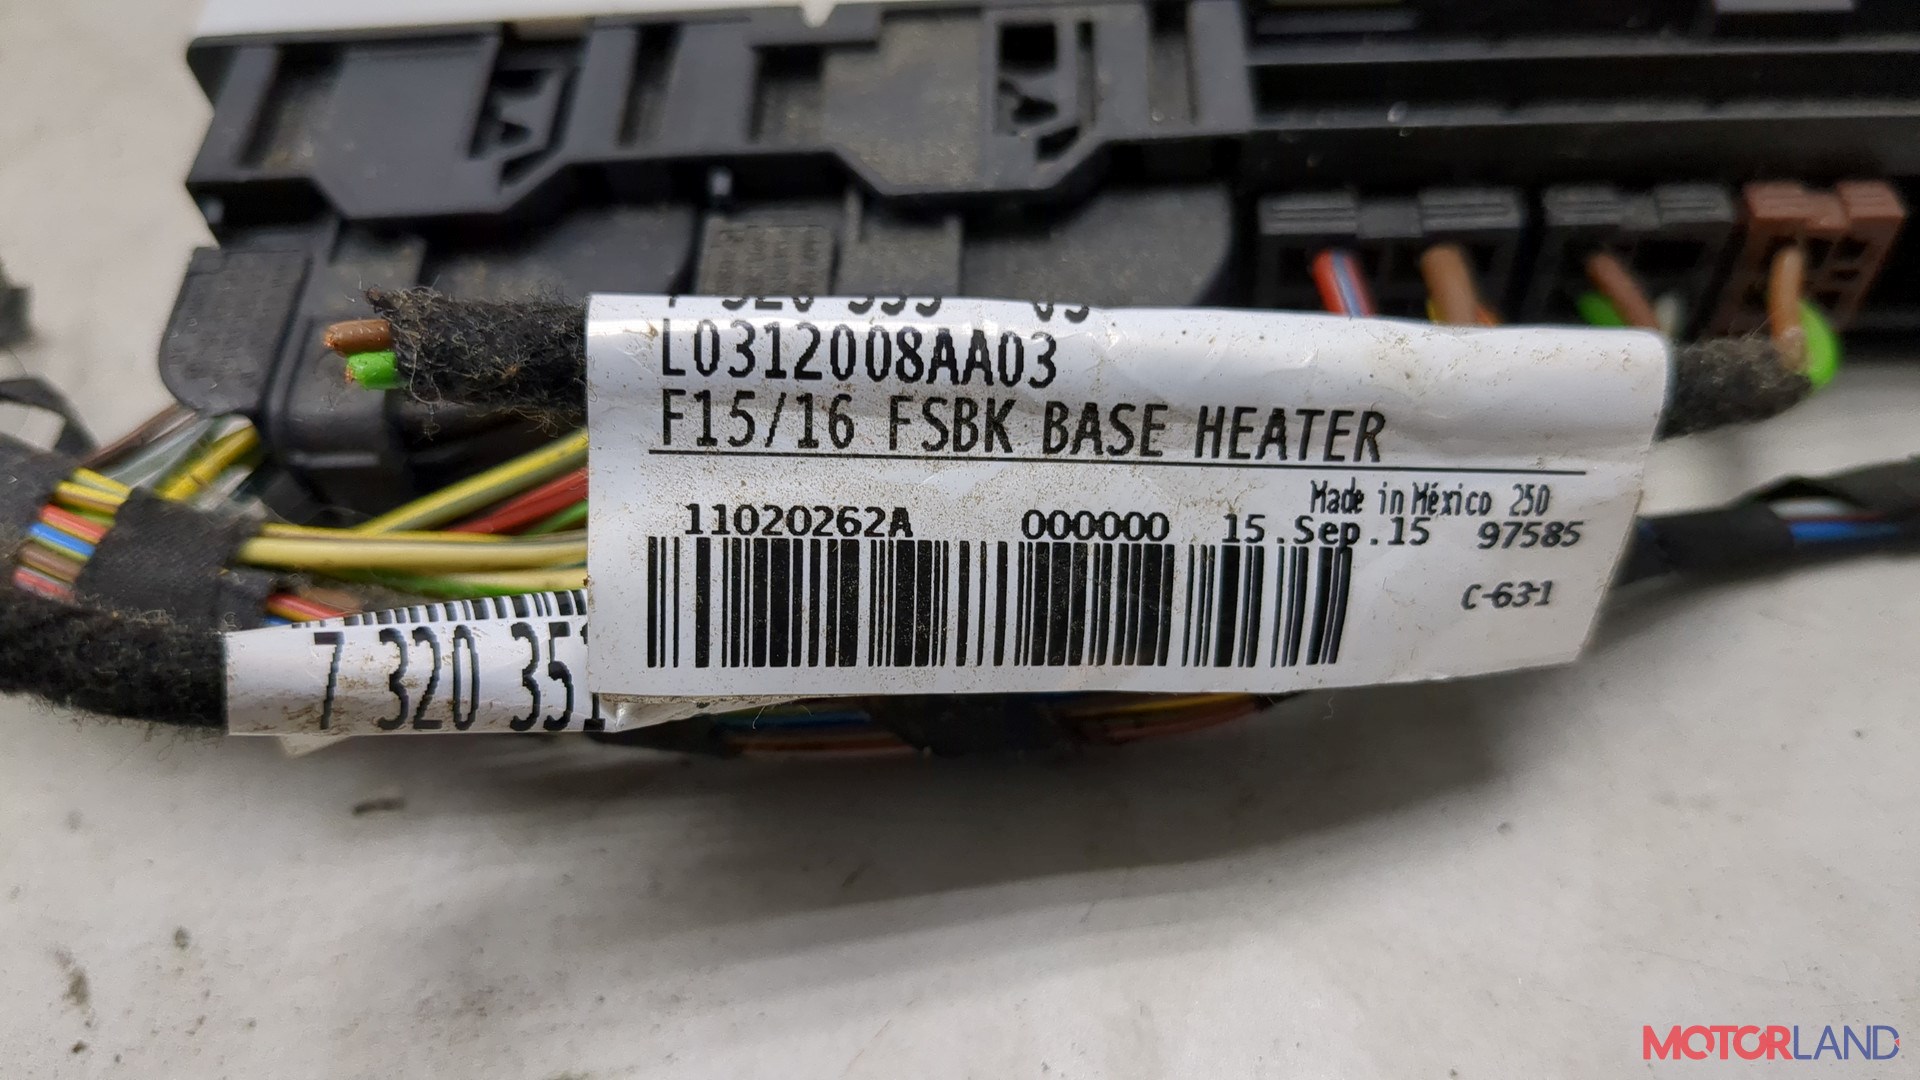 L0312008AA03
F15/16 FSBK BASE HEATER
Made in México 250
11020262A 000000 15.Sep.15 97585
C-631
7 320 351
MOTORLAND